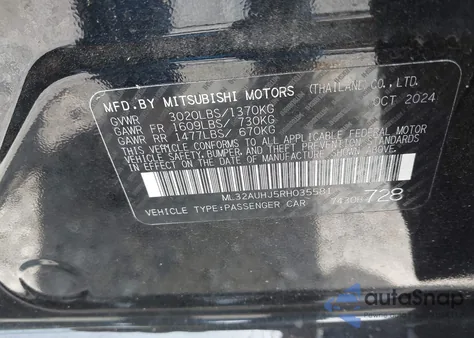 MFD.BY MITSUBISHI MOTORS (THAILAND) CO., LTD.
GVWR 3020LBS/1370KG OCT 2024
GAWR FR 1609LBS/ 730KG
GAWR RR 1477LBS/ 670KG
THIS VEHICLE CONFORMS TO ALL APPLICABLE FEDERAL MOTOR
VEHICLE SAFETY, BUMPER, AND THEFT PREVENTION STANDARDS
IN EFFECT ON THE DATE OF MANUFACTURE SHOWN ABOVE.
ML32AUHJ5RH035581
VEHICLE TYPE:PASSENGER CAR 728
autoSnap